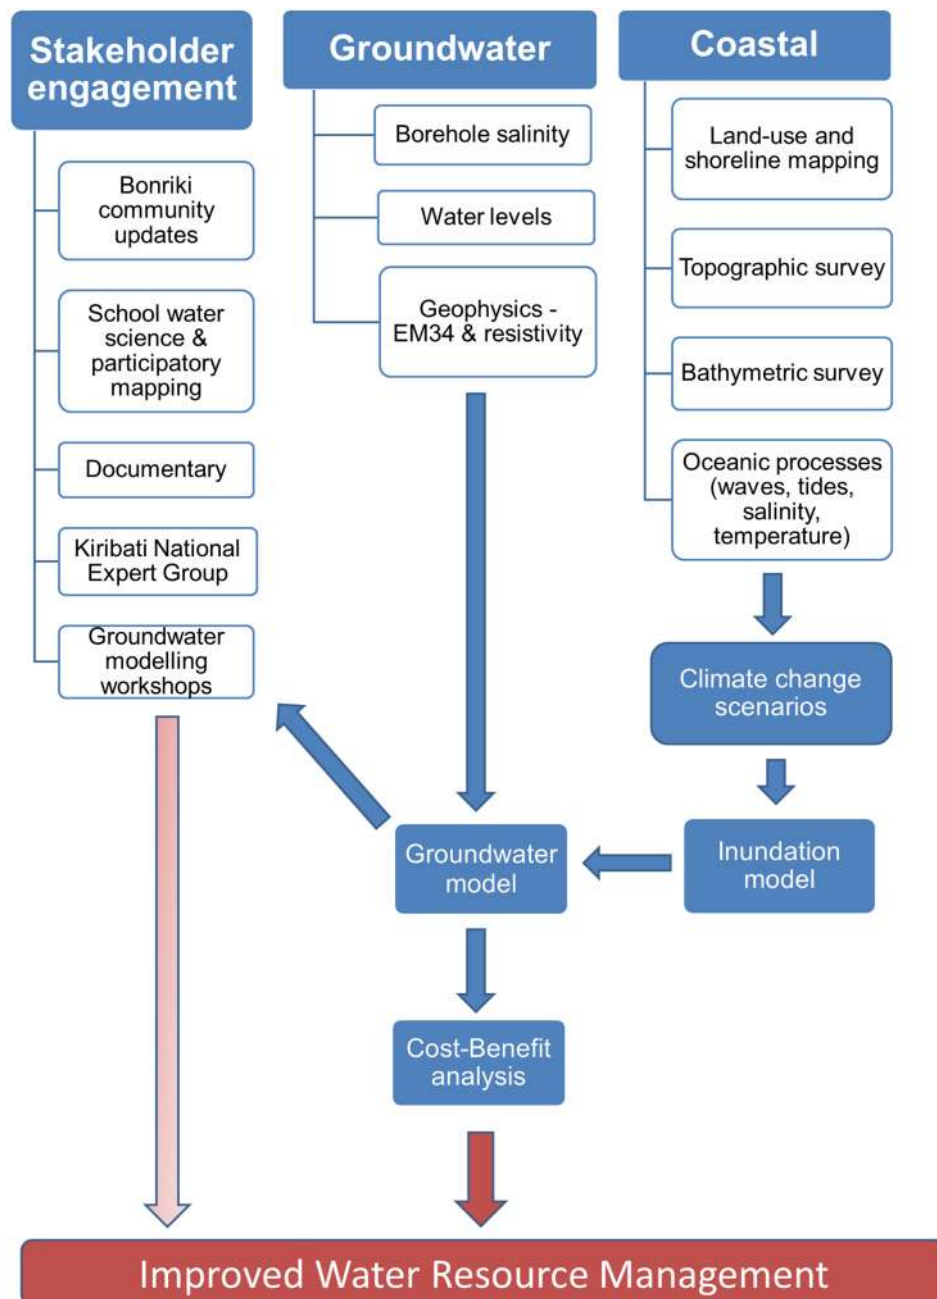 Stakeholder
engagement
Bonriki
community
updates
School water
science &
participatory
mapping
Documentary
Kiribati National
Expert Group
Groundwater
modelling
workshops
Groundwater
Borehole salinity
Water levels
Geophysics -
EM34 & resistivity
Coastal
Land-use and
shoreline mapping
Topographic survey
Bathymetric survey
Oceanic processes
(waves, tides,
salinity,
temperature)
Climate change
scenarios
Inundation
model
Groundwater
model
Cost-Benefit
analysis
Improved Water Resource Management